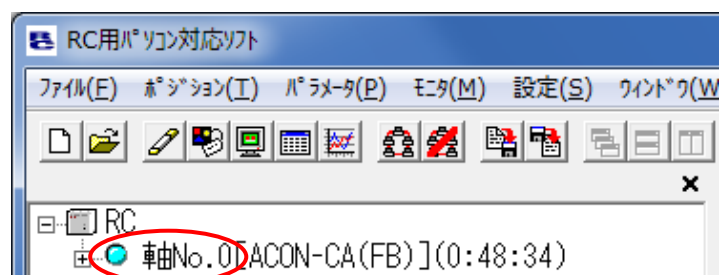 RC用ﾊﾟｿｺﾝ対応ｿﾌﾄ
ﾌｧｲﾙ(F) ﾎﾟｼﾞｼｮﾝ(T) ﾊﾟﾗﾒｰﾀ(P) ﾓﾆﾀ(M) 設定(S) ｳｨﾝﾄﾞｳ(W
RC
軸No.0[ACON-CA(FB)](0:48:34)